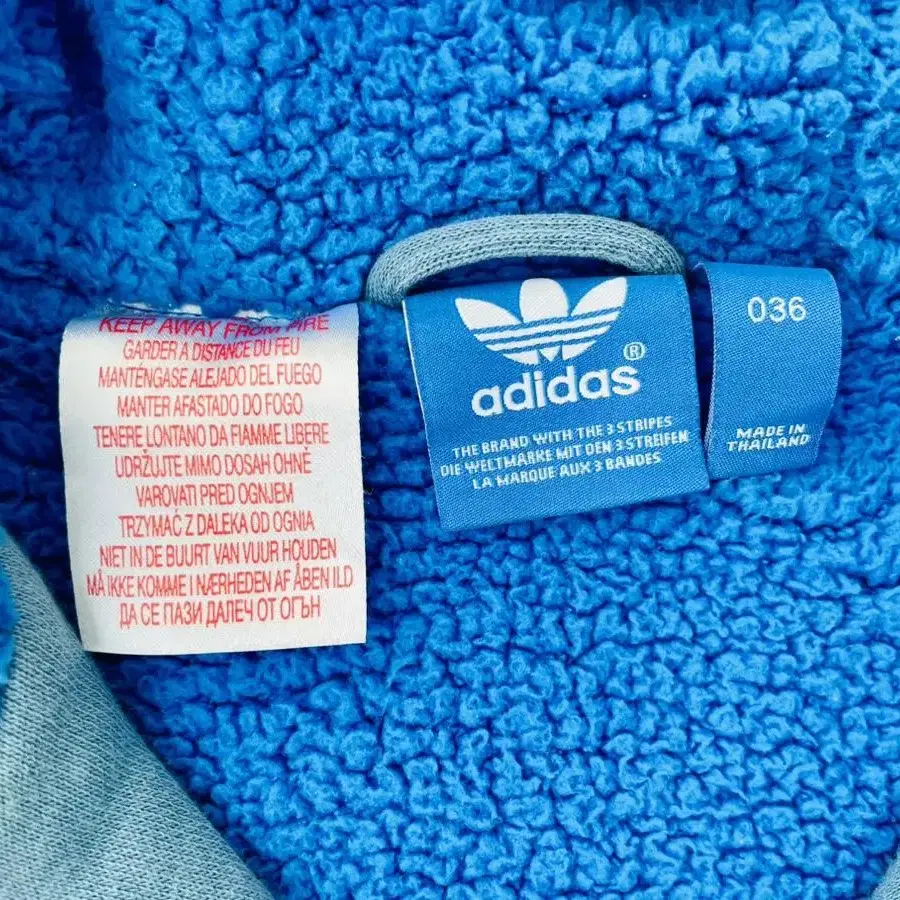 KEEP AWAY FROM FIRE
GARDER A DISTANCE DU FEU
MANTÉNGASE ALEJADO DEL FUEGO
MANTER AFASTADO DO FOGO
TENERE LONTANO DA FIAMME LIBERE
UDRŽUJTE MIMO DOSAH OHNĚ
VAROVATI PRED OGNJEM
TRZYMAĆ Z DALEKA OD OGNIA
NIET IN DE BUURT VAN VUUR HOUDEN
MÅ IKKE KOMME I NÆRHEDEN AF ÅBEN ILD
ДА СЕ ПАЗИ ДАЛЕЧ ОТ ОГЪН
adidas®
THE BRAND WITH THE 3 STRIPES
DIE WELTMARKE MIT DEN 3 STREIFEN
LA MARQUE AUX 3 BANDES
036
MADE IN
THAILAND